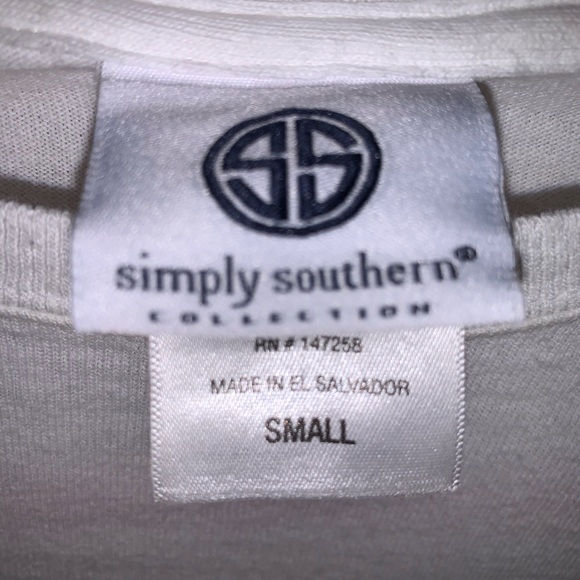 SS
simply southern®
COLLECTION
RN # 147258
MADE IN EL SALVADOR
SMALL